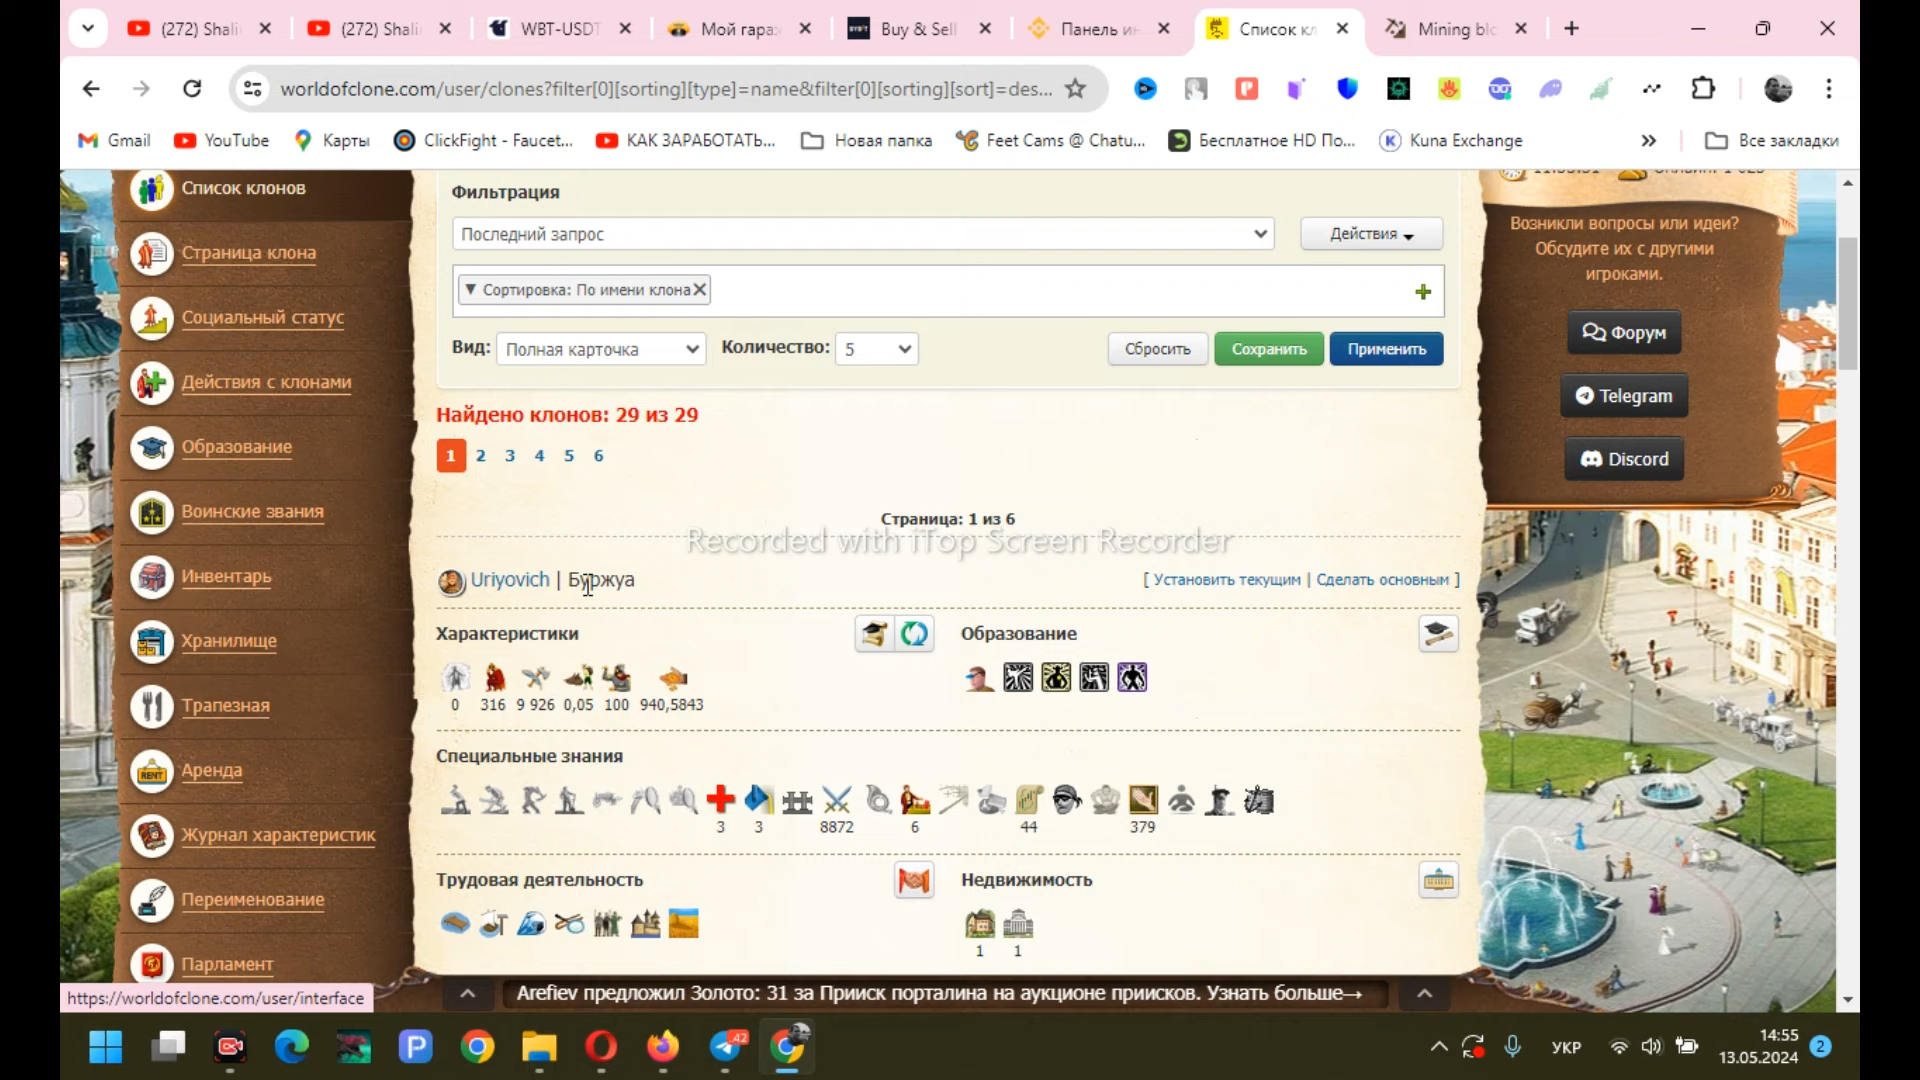 (272) Shali
(272) Shali
WBT-USDT
Мой гараж
Buy & Sell
Панель ин
Список кл
Mining blo
worldofclone.com/user/clones?filter[0][sorting][type]=name&filter[0][sorting][sort]=des...
Gmail
YouTube
Карты
ClickFight - Faucet...
КАК ЗАРАБОТАТЬ...
Новая папка
Feet Cams @ Chatu...
Бесплатное HD По...
Kuna Exchange
Все закладки
Список клонов
Страница клона
Социальный статус
Действия с клонами
Образование
Воинские звания
Инвентарь
Хранилище
Трапезная
Аренда
RENT
Журнал характеристик
Переименование
Парламент
Фильтрация
Последний запрос
Действия
Сортировка: По имени клона
Вид: Полная карточка
Количество: 5
Сбросить
Сохранить
Применить
Найдено клонов: 29 из 29
1 2 3 4 5 6
Страница: 1 из 6
Recorded with iTop Screen Recorder
Uriyovich | Буржуа
[ Установить текущим | Сделать основным ]
Характеристики
0 316 9 926 0,05 100 940,5843
Образование
Специальные знания
3 3 8872 6 44 379
Трудовая деятельность
Недвижимость
1 1
Возникли вопросы или идеи?
Обсудите их с другими
игроками.
Форум
Telegram
Discord
https://worldofclone.com/user/interface
Arefiev предложил Золото: 31 за Прииск порталина на аукционе приисков. Узнать больше→
42
УКР
14:55
13.05.2024
2